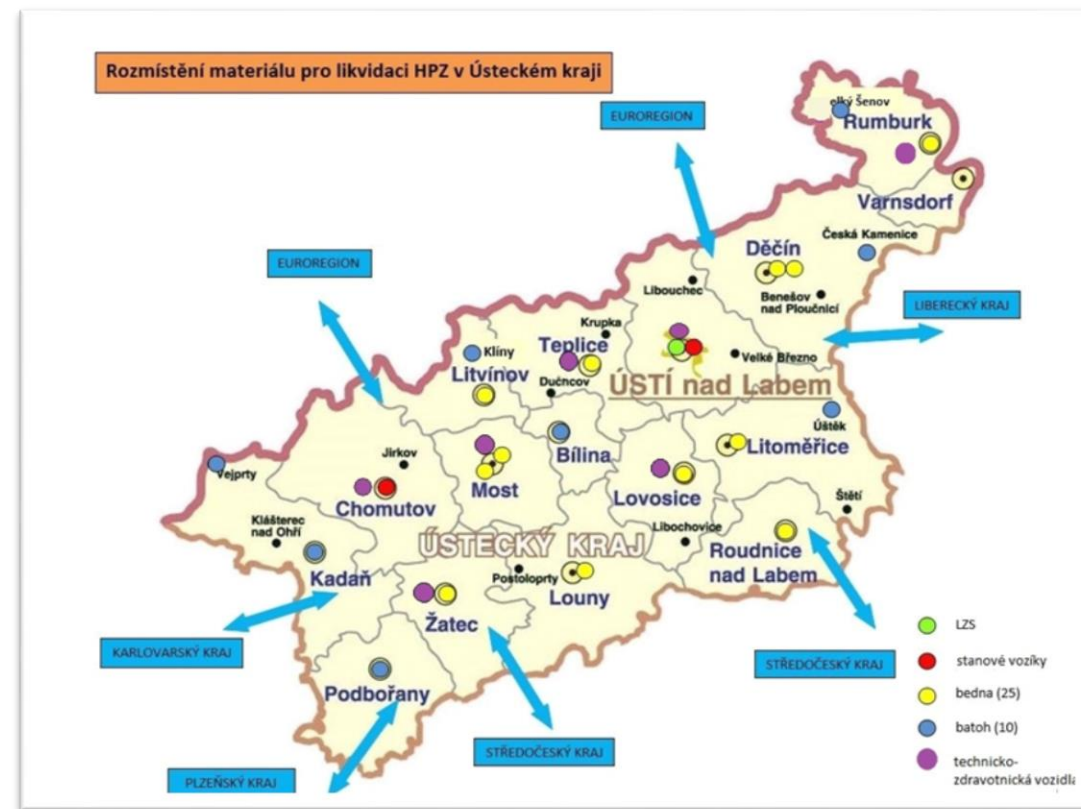 Rozmístění materiálu pro likvidaci HPZ v Ústeckém kraji
EUROREGION
elký Šenov
Rumburk
Varnsdorf
Česká Kamenice
Děčín
EUROREGION
Libouchec
Benešov
nad Ploučnicí
LIBERECKÝ KRAJ
Krupka
Teplice
Klíny
Litvínov
Velké Březno
Dučncov
ÚSTÍ nad Labem
Úštěk
Litoměřice
Bílina
Jirkov
Vejprty
Most
Lovosice
Chomutov
Štětí
Klášterec
nad Ohří
Libochovice
ÚSTECKÝ KRAJ
Roudnice
nad Labem
Kadaň
Postoloprty
Louny
Žatec
LZS
KARLOVARSKÝ KRAJ
STŘEDOČESKÝ KRAJ
stanové vozíky
Podbořany
bedna (25)
batoh (10)
STŘEDOČESKÝ KRAJ
technicko-
zdravotnická vozidla
PLZEŇSKÝ KRAJ